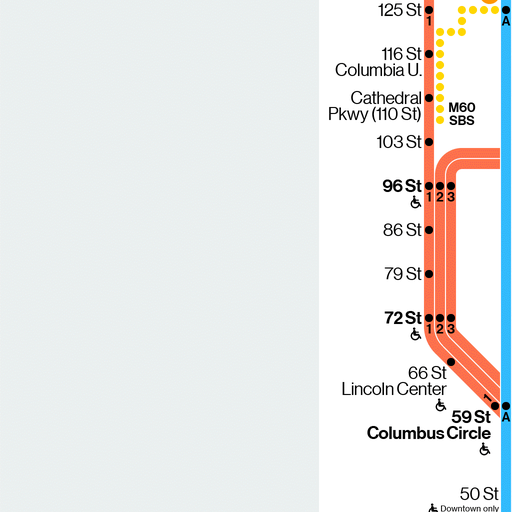 125 St
1
A
116 St
Columbia U.
Cathedral
Pkwy (110 St)
M60
SBS
103 St
96 St
1 2 3
86 St
79 St
72 St
1 2 3
66 St
Lincoln Center
1
A
59 St
Columbus Circle
50 St
Downtown only